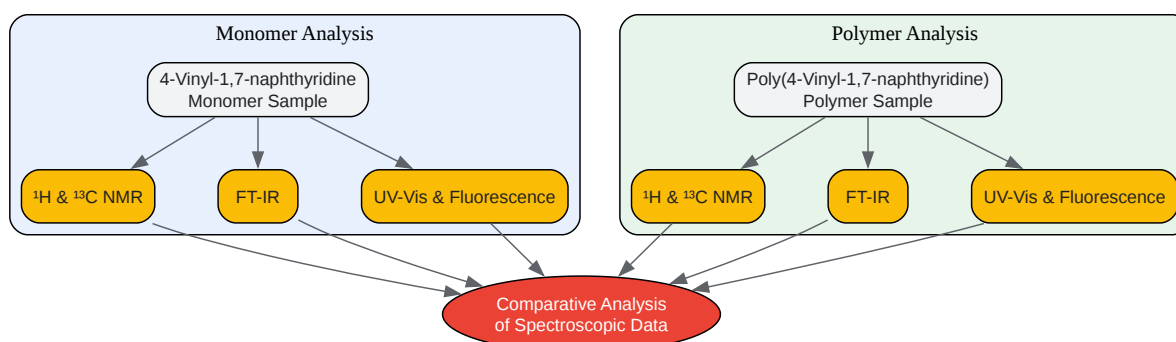 Monomer Analysis
4-Vinyl-1,7-naphthyridine
Monomer Sample
¹H & ¹³C NMR
FT-IR
UV-Vis & Fluorescence
Polymer Analysis
Poly(4-Vinyl-1,7-naphthyridine)
Polymer Sample
¹H & ¹³C NMR
FT-IR
UV-Vis & Fluorescence
Comparative Analysis
of Spectroscopic Data